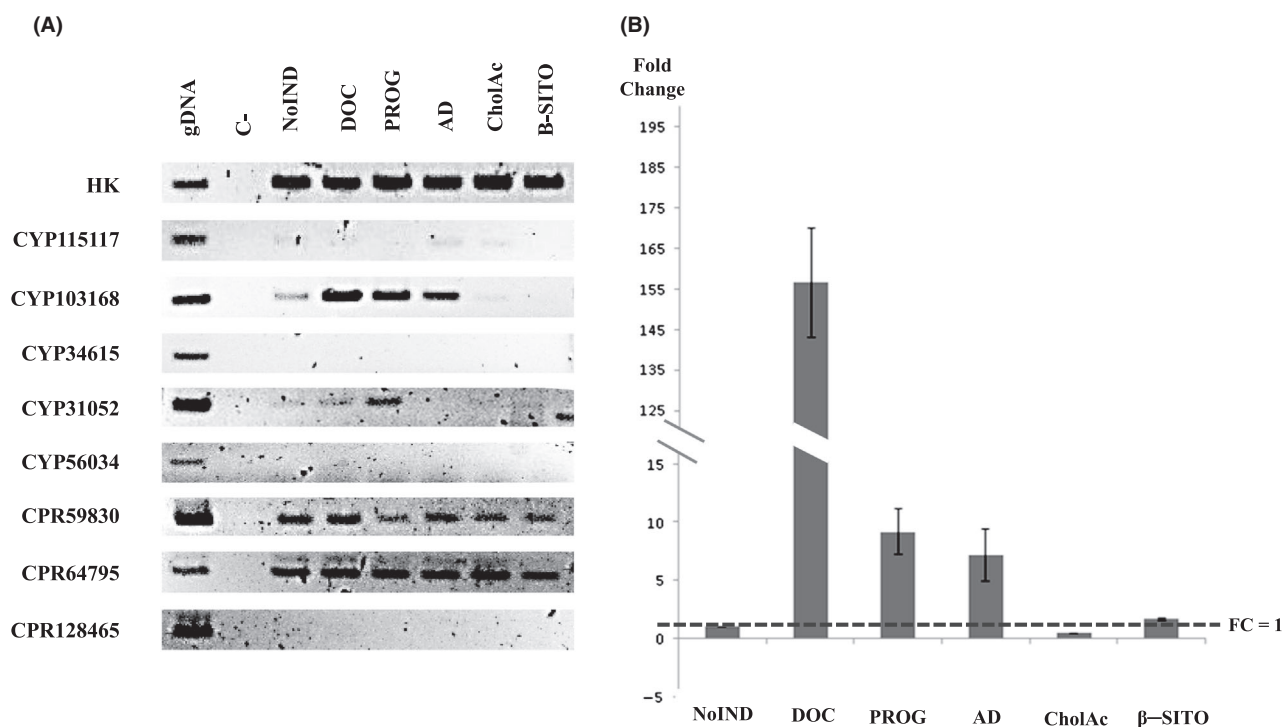 (A)
gDNA
C-
NoIND
DOC
PROG
AD
CholAc
B-SITO
HK
CYP115117
CYP103168
CYP34615
CYP31052
CYP56034
CPR59830
CPR64795
CPR128465
(B)
Fold
Change
195
185
175
165
155
145
135
125
15
10
5
0
−5
FC = 1
NoIND
DOC
PROG
AD
CholAc
β−SITO